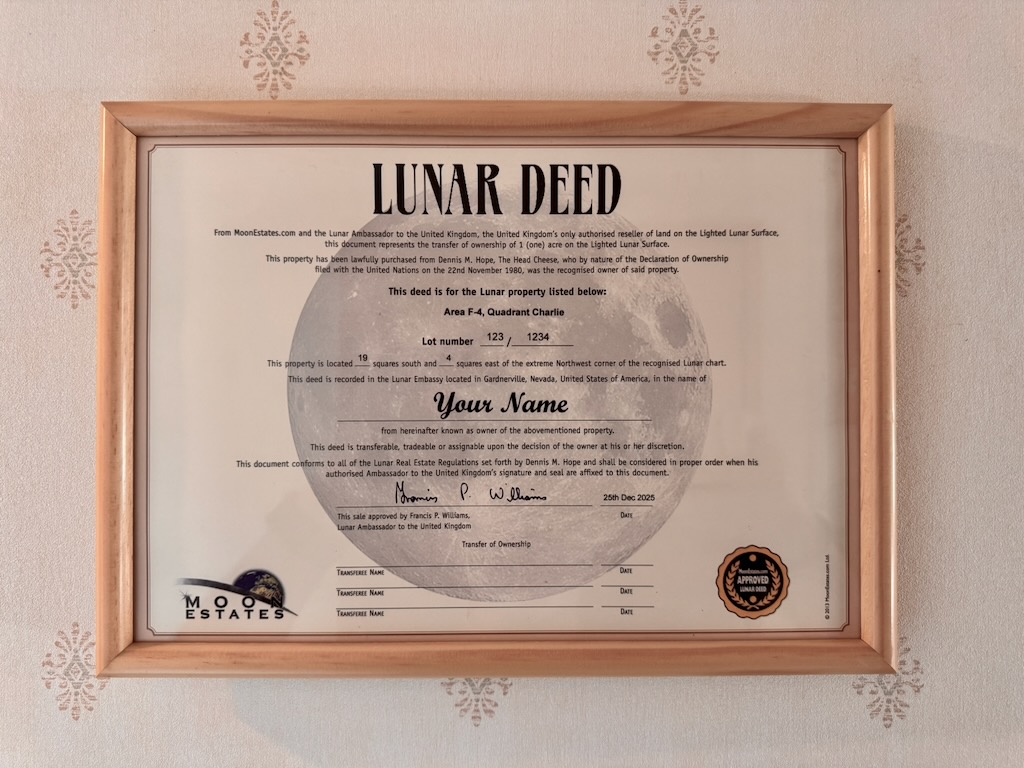 LUNAR DEED
From MoonEstates.com and the Lunar Ambassador to the United Kingdom, the United Kingdom's only authorised reseller of land on the Lighted Lunar Surface,
this document represents the transfer of ownership of 1 (one) acre on the Lighted Lunar Surface.
This property has been lawfully purchased from Dennis M. Hope, The Head Cheese, who by nature of the Declaration of Ownership
filed with the United Nations on the 22nd November 1980, was the recognised owner of said property.
This deed is for the Lunar property listed below:
Area F-4, Quadrant Charlie
Lot number 123 / 1234
This property is located 19 squares south and 4 squares east of the extreme Northwest corner of the recognised Lunar chart.
This deed is recorded in the Lunar Embassy located in Gardnerville, Nevada, United States of America, in the name of
Your Name
from hereinafter known as owner of the abovementioned property.
This deed is transferable, tradeable or assignable upon the decision of the owner at his or her discretion.
This document conforms to all of the Lunar Real Estate Regulations set forth by Dennis M. Hope and shall be considered in proper order when his
authorised Ambassador to the United Kingdom's signature and seal are affixed to this document.
Francis P. Williams 25th Dec 2025
This sale approved by Francis P. Williams, Date
Lunar Ambassador to the United Kingdom
Transfer of Ownership
Transferee Name Date
Transferee Name Date
Transferee Name Date
MOON
ESTATES
MoonEstates.com
APPROVED
LUNAR DEED
© 2013 MoonEstates.com Ltd